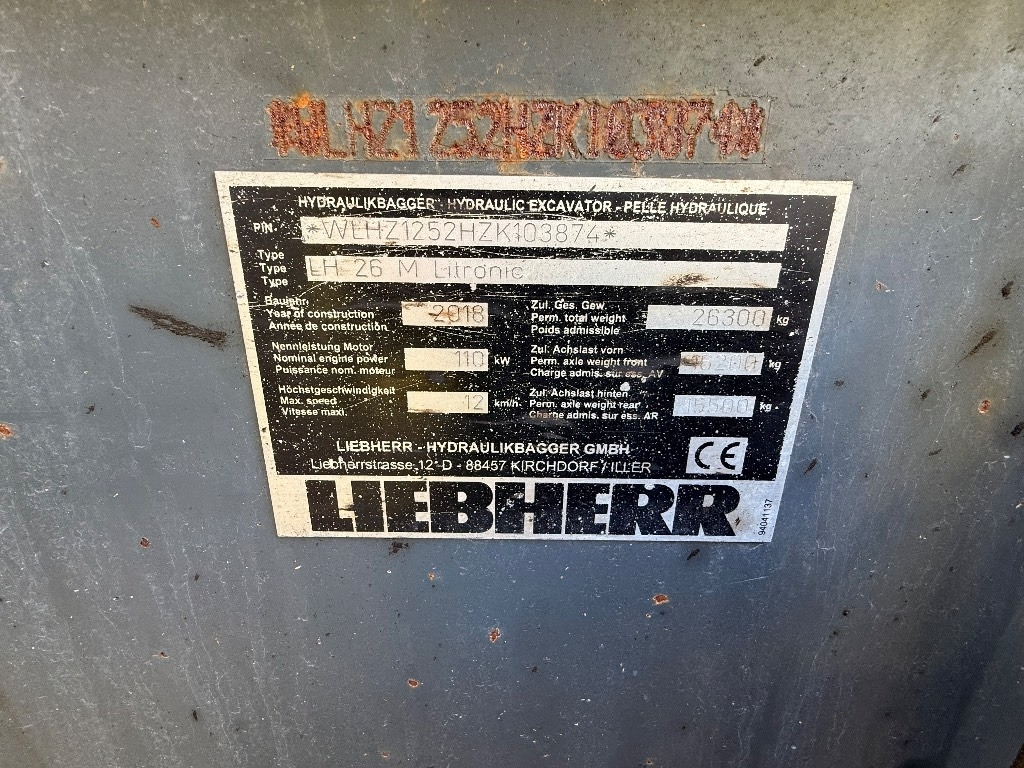 *WLHZ1252HZK103874*
HYDRAULIKBAGGER - HYDRAULIC EXCAVATOR - PELLE HYDRAULIQUE
PIN. *WLHZ1252HZK103874*
Type
Type LH 26 M Litronic
Type
Baujahr
Year of construction 2018
Année de construction
Zul. Ges. Gew.
Perm. total weight 26300 kg
Poids admissible
Nennleistung Motor
Nominal engine power 110 kW
Puissance nom. moteur
Zul. Achslast vorn
Perm. axle weight front kg
Charge admis. sur ess. AV
Höchstgeschwindigkeit
Max. speed 12 km/h
Vitesse maxi.
Zul. Achslast hinten
Perm. axle weight rear 15500 kg
Charge admis. sur ess. AR
LIEBHERR - HYDRAULIKBAGGER GMBH
Liebherrstrasse 12 D - 88457 KIRCHDORF / ILLER
CE
LIEBHERR
94041137